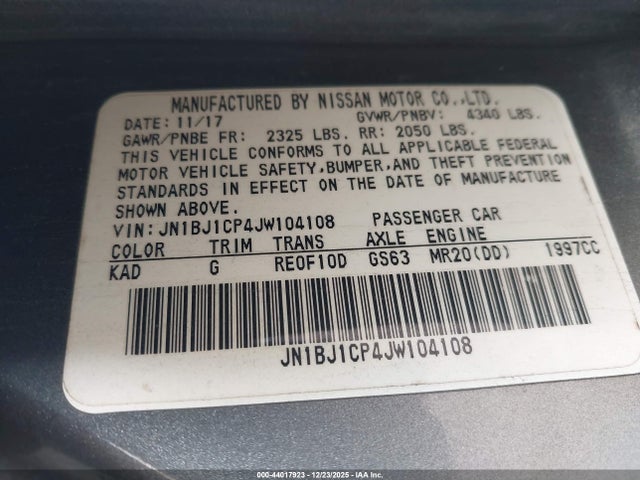 MANUFACTURED BY NISSAN MOTOR CO.,LTD.
DATE: 11/17 GVWR/PNBV: 4340 LBS.
GAWR/PNBE FR: 2325 LBS. RR: 2050 LBS.
THIS VEHICLE CONFORMS TO ALL APPLICABLE FEDERAL
MOTOR VEHICLE SAFETY,BUMPER,AND THEFT PREVENTION
STANDARDS IN EFFECT ON THE DATE OF MANUFACTURE
SHOWN ABOVE.
VIN:JN1BJ1CP4JW104108 PASSENGER CAR
COLOR TRIM TRANS AXLE ENGINE
KAD G RE0F10D GS63 MR20(DD) 1997CC
JN1BJ1CP4JW104108
00-44017923 - 12/23/2025 - IAA Inc.